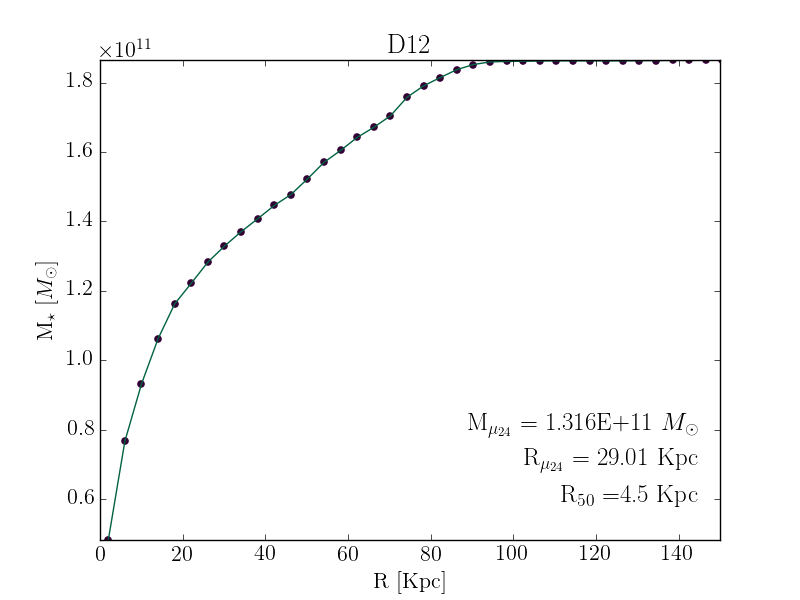 D12
×10¹¹
1.8
1.6
1.4
1.2
1.0
0.8
0.6
M⋆ [M⊙]
M_μ₂₄ = 1.316E+11 M⊙
R_μ₂₄ = 29.01 Kpc
R₅₀ =4.5 Kpc
0 20 40 60 80 100 120 140
R [Kpc]